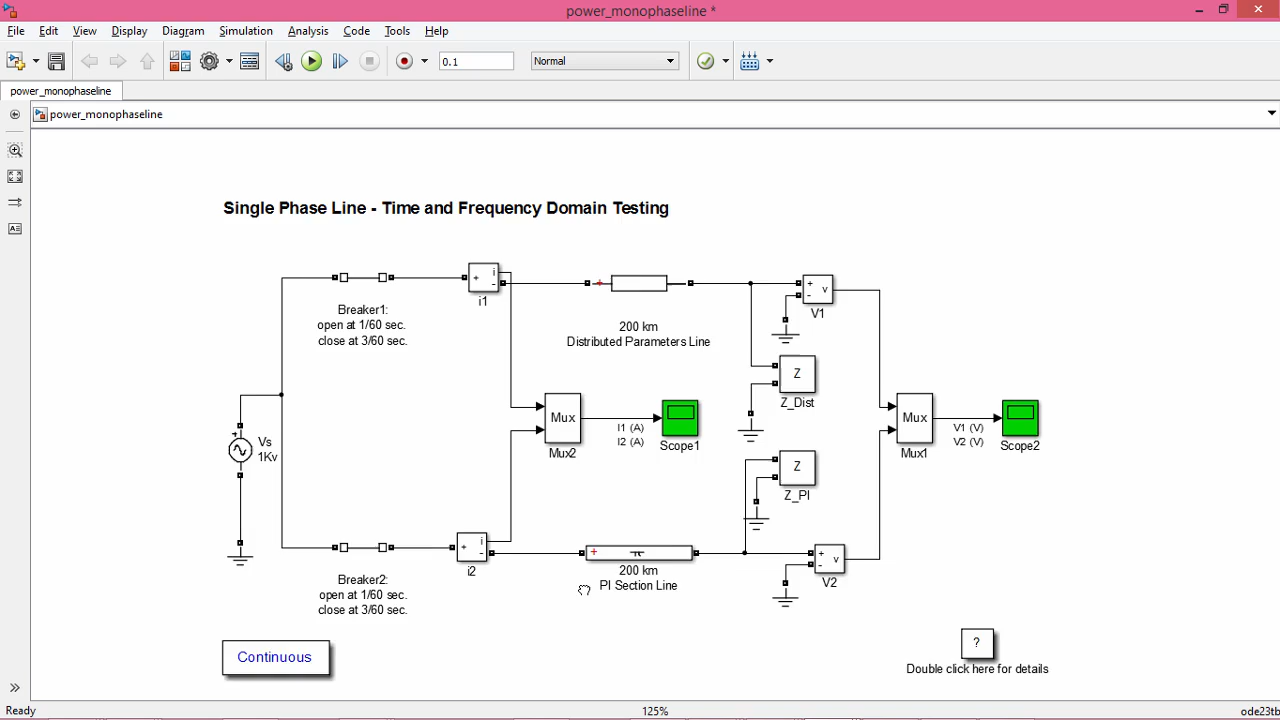 power_monophaseline *
File Edit View Display Diagram Simulation Analysis Code Tools Help
0.1 Normal
power_monophaseline
power_monophaseline
Single Phase Line - Time and Frequency Domain Testing
+ i -
i1
+
+ - v
V1
Breaker1:
open at 1/60 sec.
close at 3/60 sec.
200 km
Distributed Parameters Line
Z
Z_Dist
+
Vs
1Kv
Mux
Mux2
I1 (A)
I2 (A)
Scope1
Mux
Mux1
V1 (V)
V2 (V)
Scope2
Z
Z_PI
+ i -
i2
+
200 km
PI Section Line
+ - v
V2
Breaker2:
open at 1/60 sec.
close at 3/60 sec.
Continuous
?
Double click here for details
Ready 125% ode23tb